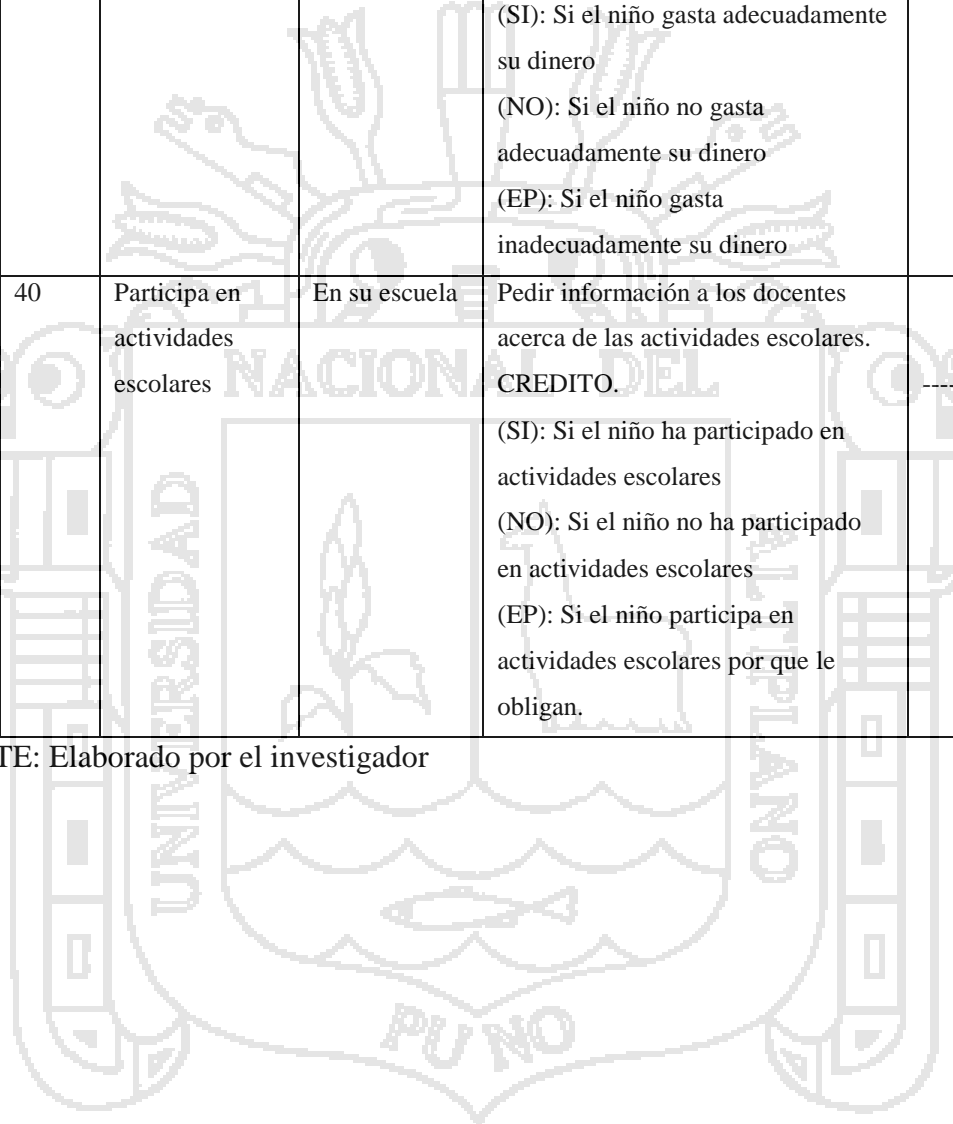 (SI): Si el niño gasta adecuadamente
su dinero
(NO): Si el niño no gasta
adecuadamente su dinero
(EP): Si el niño gasta
inadecuadamente su dinero
40
Participa en
actividades
escolares
En su escuela
Pedir información a los docentes
acerca de las actividades escolares.
CREDITO.
(SI): Si el niño ha participado en
actividades escolares
(NO): Si el niño no ha participado
en actividades escolares
(EP): Si el niño participa en
actividades escolares por que le
obligan.
----
TE: Elaborado por el investigador
UNIVERSIDAD
NACIONAL DEL
ALTIPLANO
PUNO